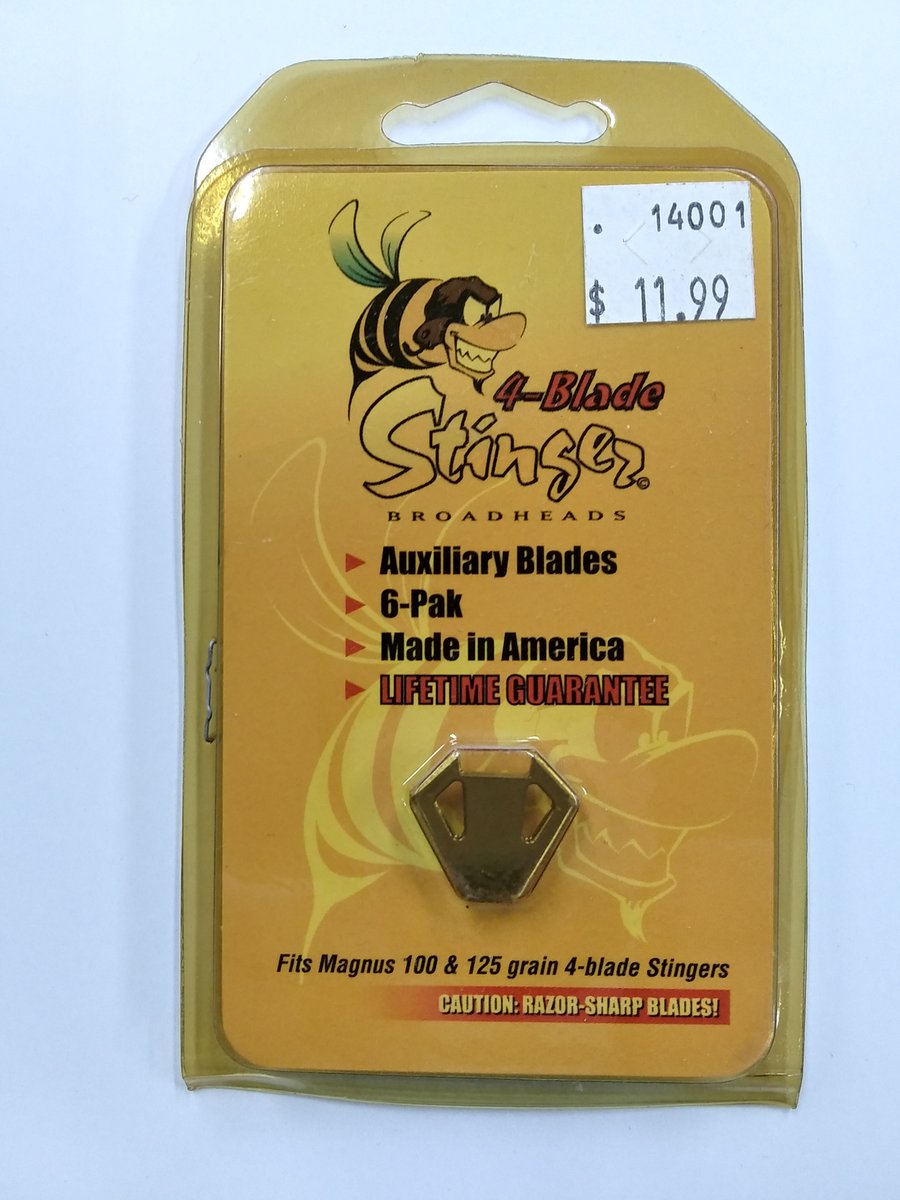 . 14001
$ 11.99
4-Blade
Stinger©
BROADHEADS
Auxiliary Blades
6-Pak
Made in America
LIFETIME GUARANTEE
Fits Magnus 100 & 125 grain 4-blade Stingers
CAUTION: RAZOR-SHARP BLADES!